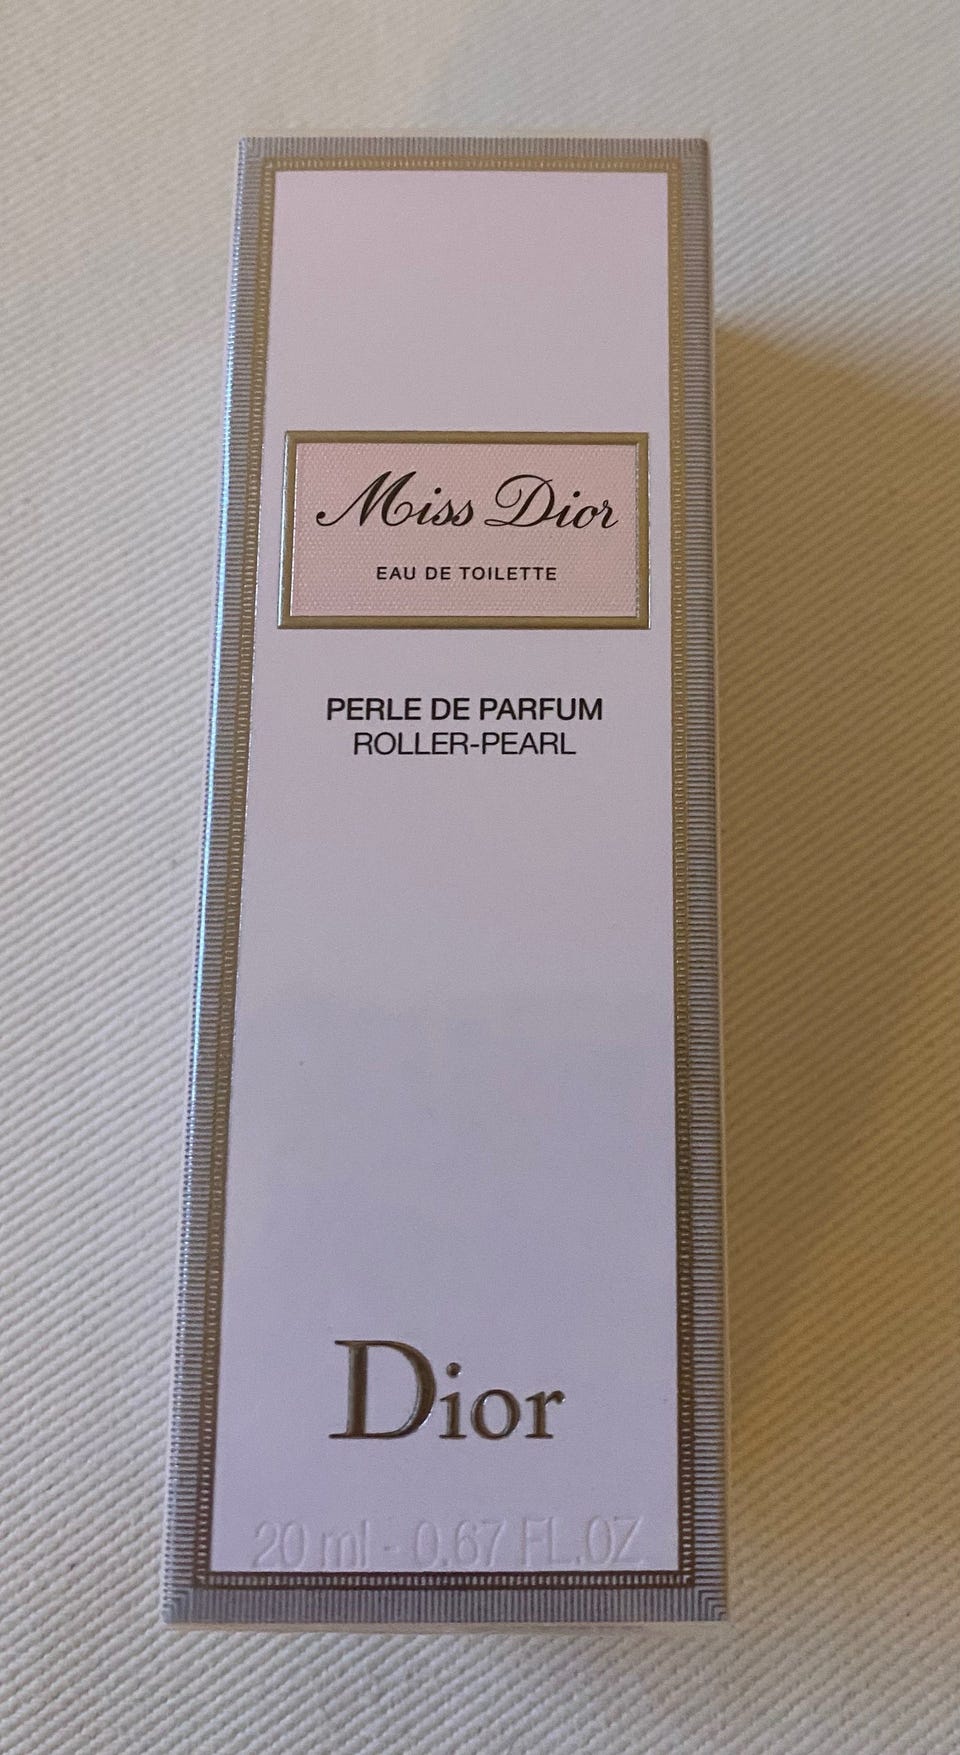 Miss Dior
EAU DE TOILETTE
PERLE DE PARFUM
ROLLER-PEARL
Dior
20 ml - 0.67 FL.OZ.